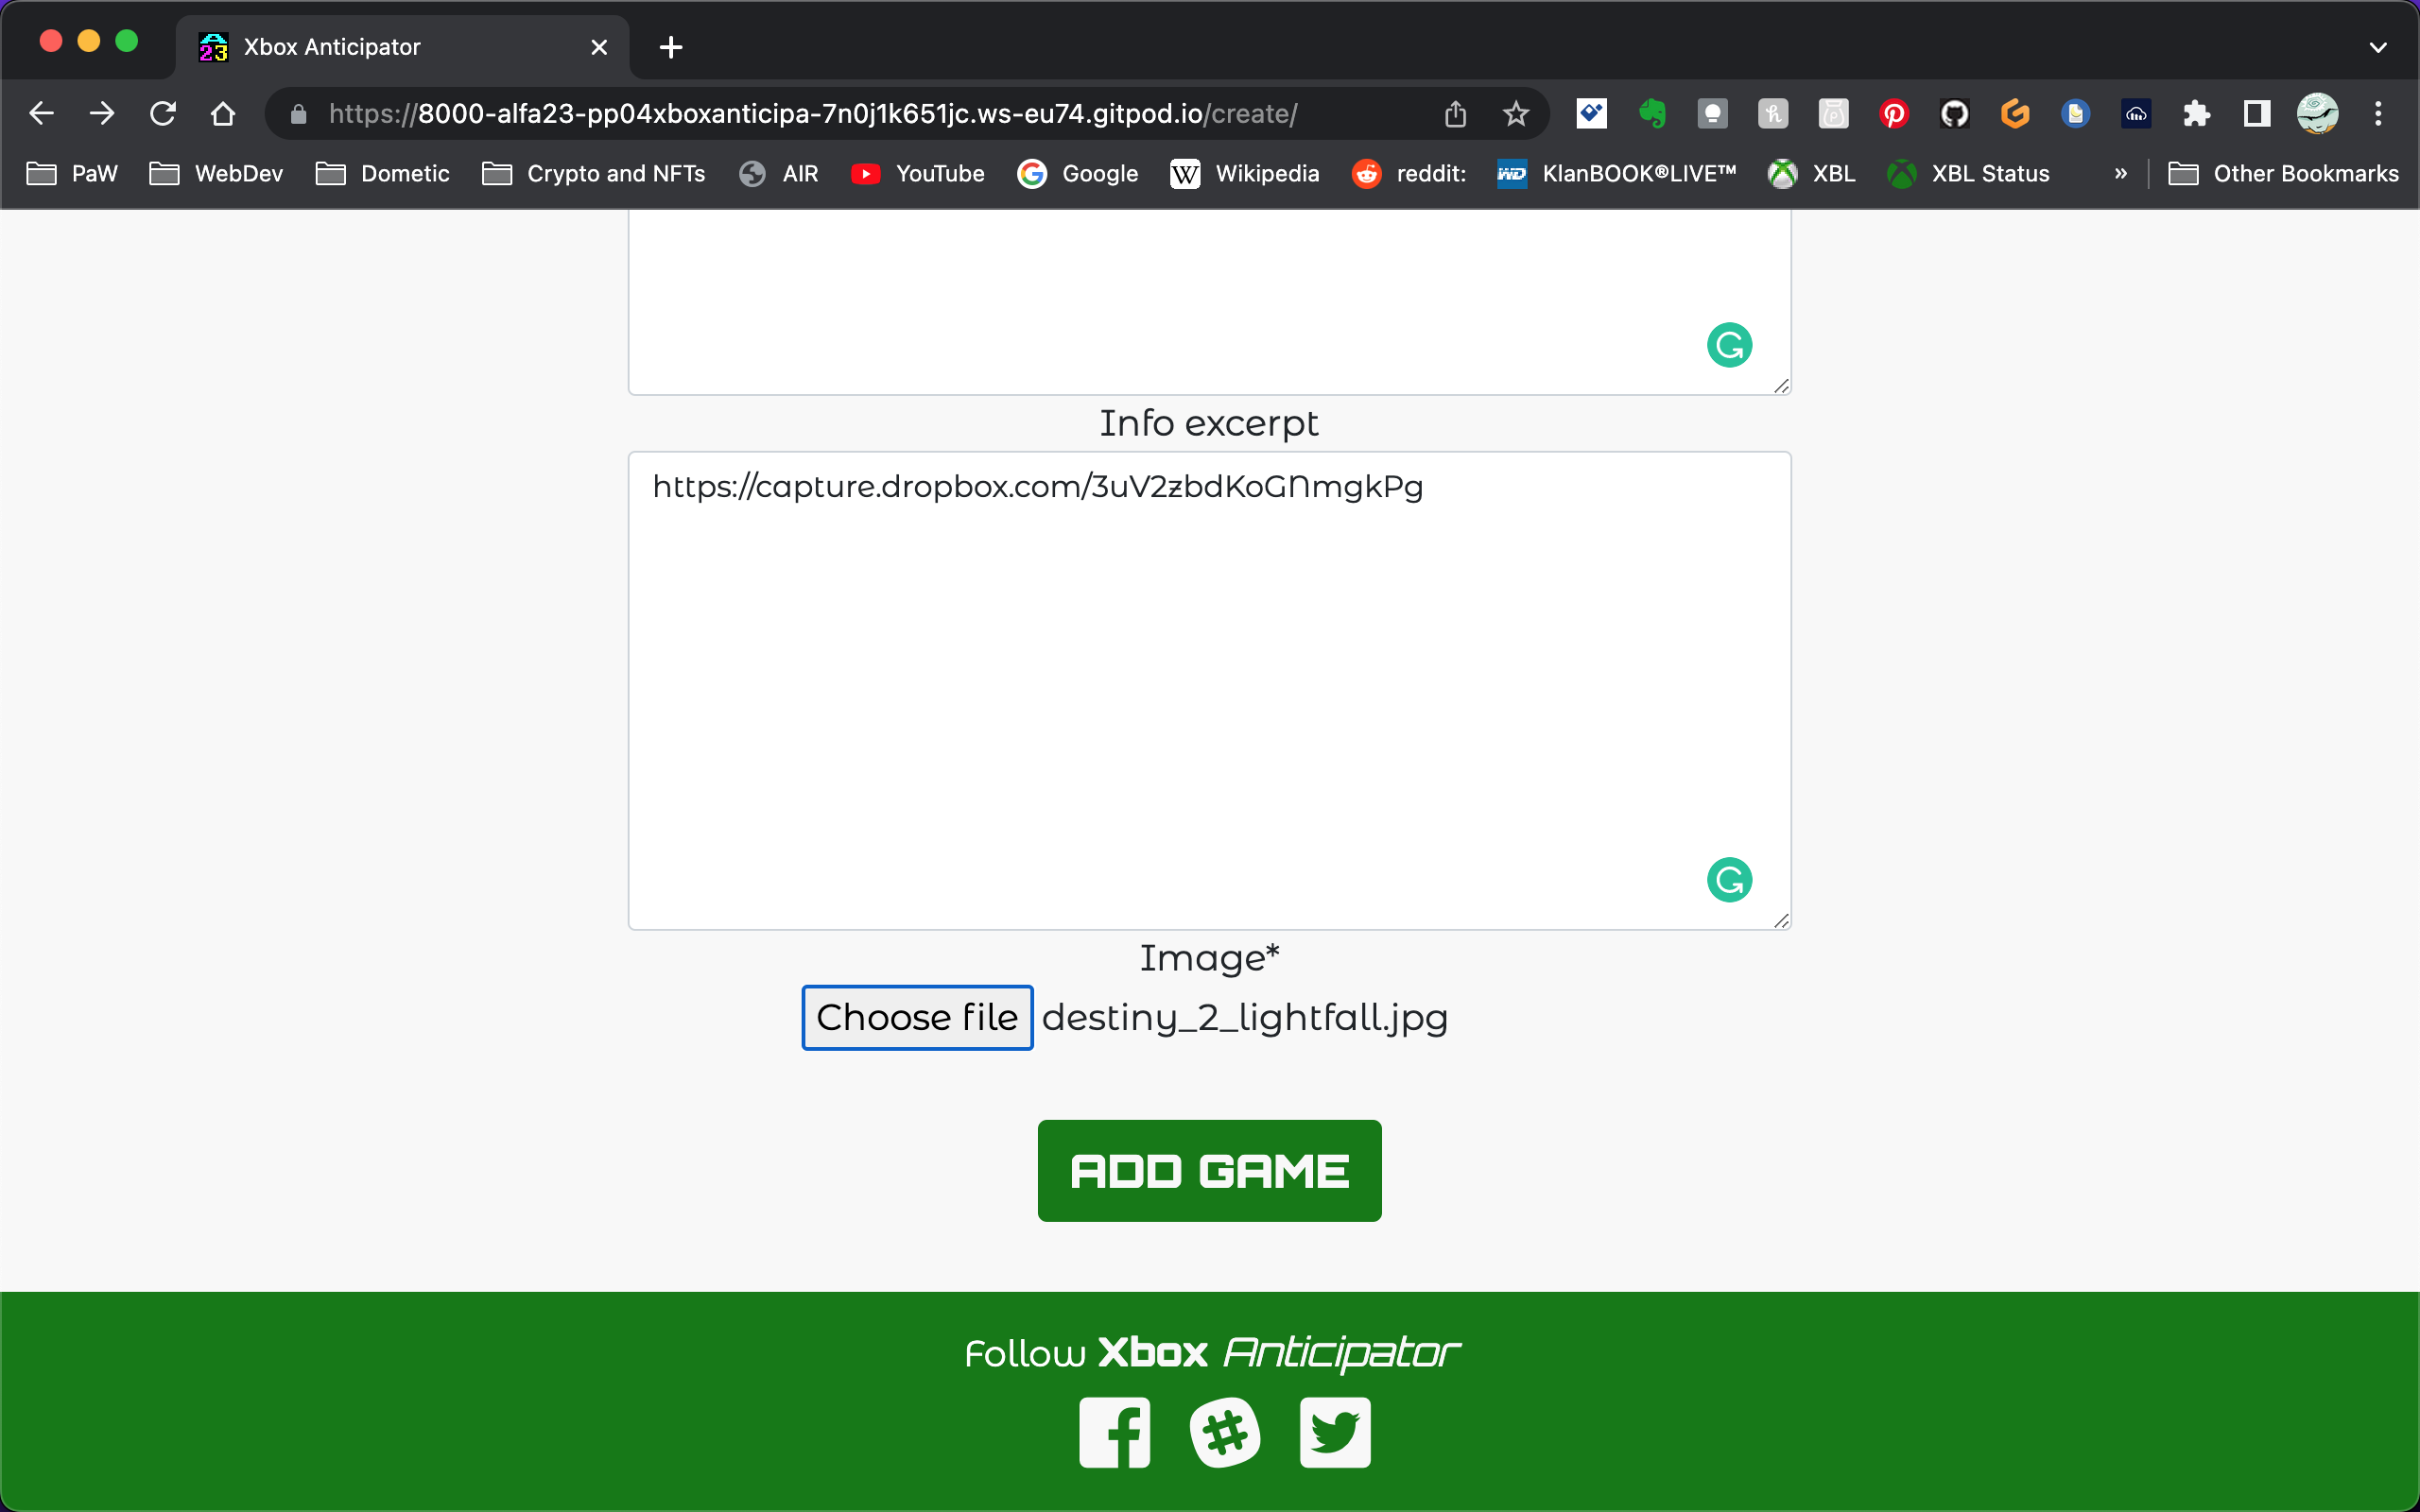 Xbox Anticipator
https://8000-alfa23-pp04xboxanticipa-7n0j1k651jc.ws-eu74.gitpod.io/create/
PaW WebDev Dometic Crypto and NFTs AIR YouTube Google Wikipedia reddit: KlanBOOK®LIVE™ XBL XBL Status » Other Bookmarks
Info excerpt
https://capture.dropbox.com/3uV2zbdKoGNmgkPg
Image*
Choose file destiny_2_lightfall.jpg
ADD GAME
Follow Xbox Anticipator